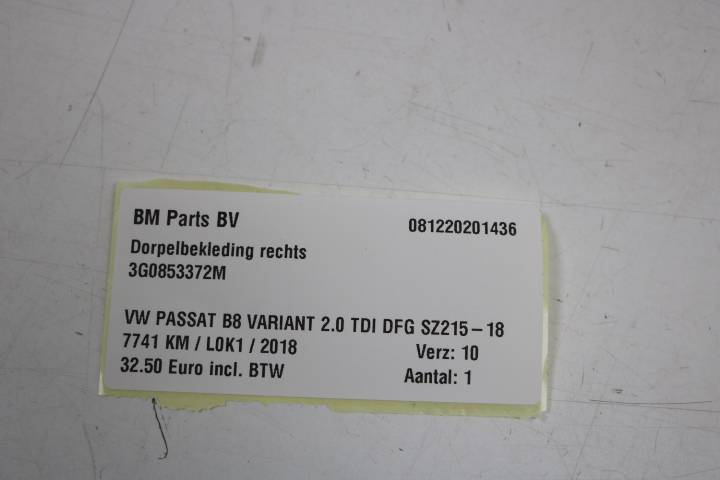 BM Parts BV 081220201436
Dorpelbekleding rechts
3G0853372M
VW PASSAT B8 VARIANT 2.0 TDI DFG SZ215-18
7741 KM / L0K1 / 2018 Verz: 10
32.50 Euro incl. BTW Aantal: 1